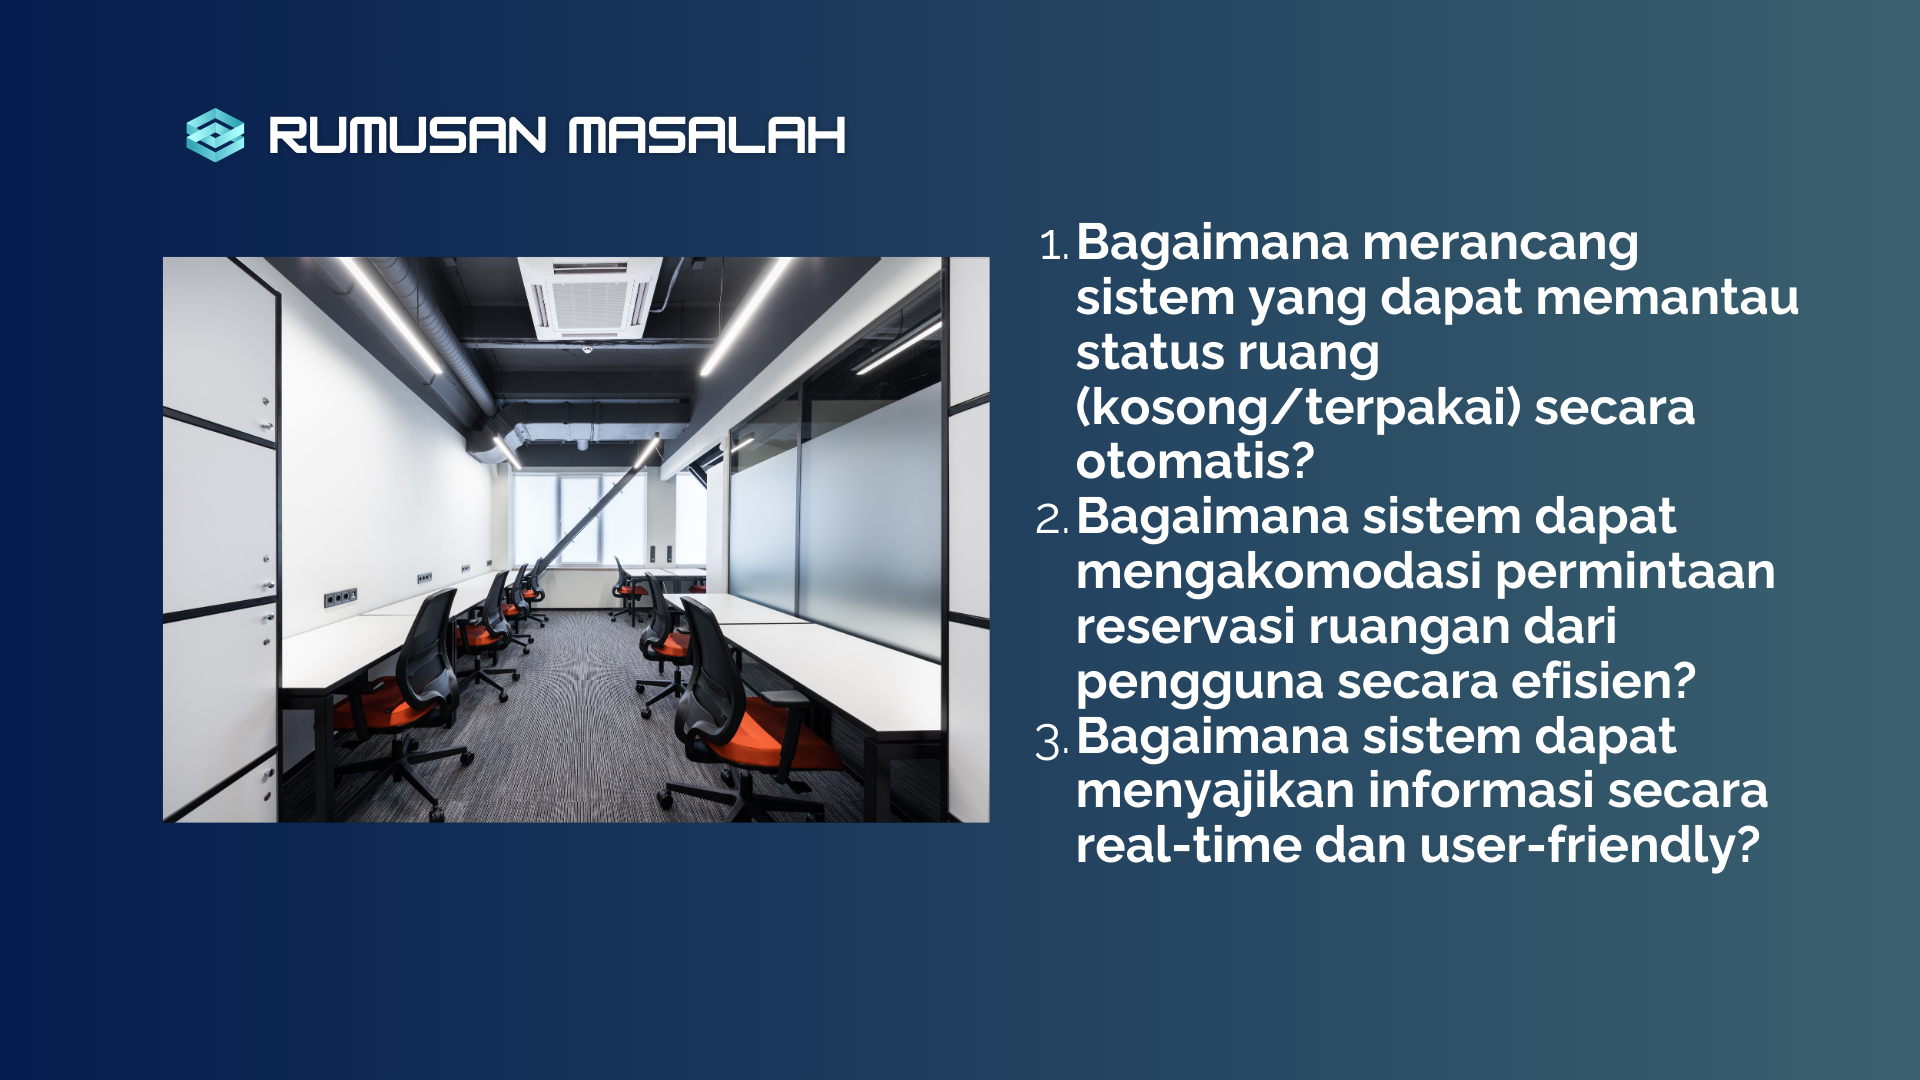 RUMUSAN MASALAH
1. Bagaimana merancang
sistem yang dapat memantau
status ruang
(kosong/terpakai) secara
otomatis?
2. Bagaimana sistem dapat
mengakomodasi permintaan
reservasi ruangan dari
pengguna secara efisien?
3. Bagaimana sistem dapat
menyajikan informasi secara
real-time dan user-friendly?